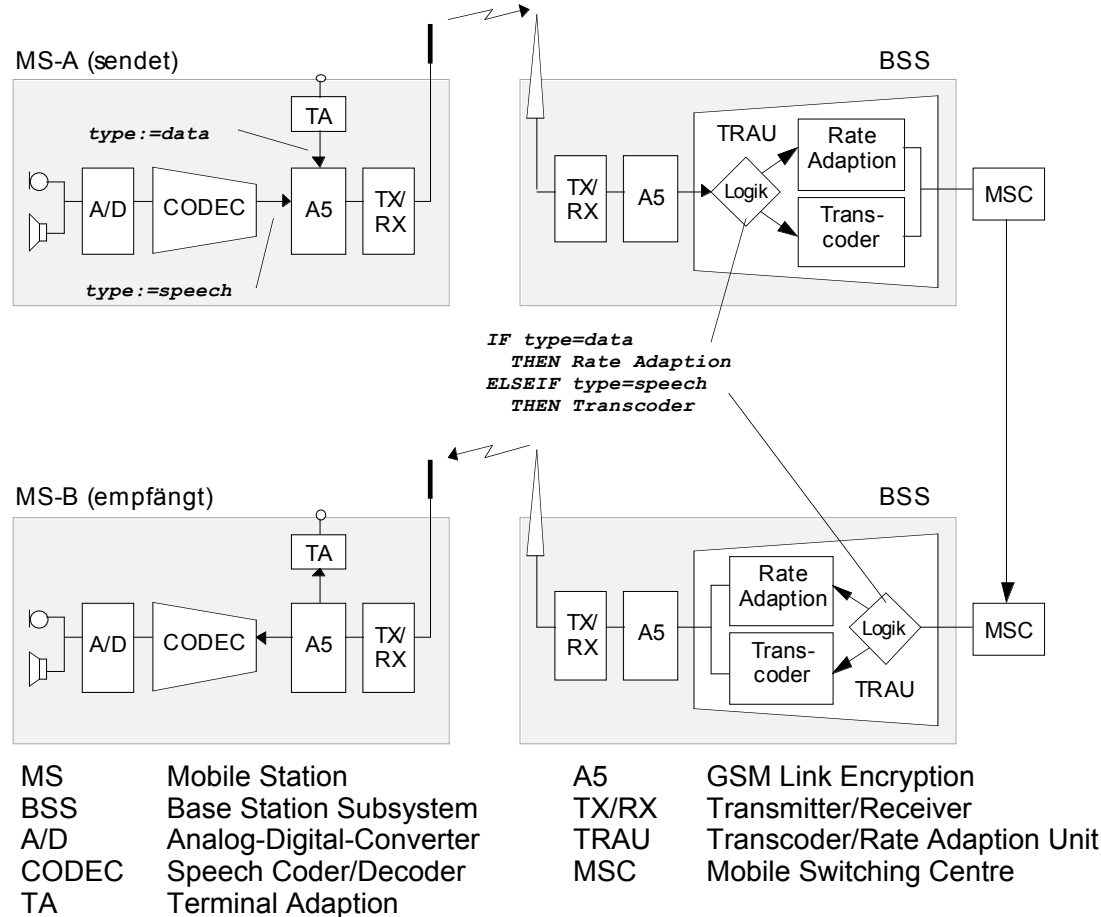 MS-A (sendet)
BSS
TA
type:=data
TRAU
Rate
Adaption
A/D
CODEC
A5
TX/
RX
TX/
RX
A5
Logik
Trans-
coder
MSC
type:=speech
IF type=data
THEN Rate Adaption
ELSEIF type=speech
THEN Transcoder
MS-B (empfängt)
BSS
TA
Rate
Adaption
A/D
CODEC
A5
TX/
RX
TX/
RX
A5
Trans-
coder
Logik
MSC
TRAU
MS Mobile Station
BSS Base Station Subsystem
A/D Analog-Digital-Converter
CODEC Speech Coder/Decoder
TA Terminal Adaption
A5 GSM Link Encryption
TX/RX Transmitter/Receiver
TRAU Transcoder/Rate Adaption Unit
MSC Mobile Switching Centre